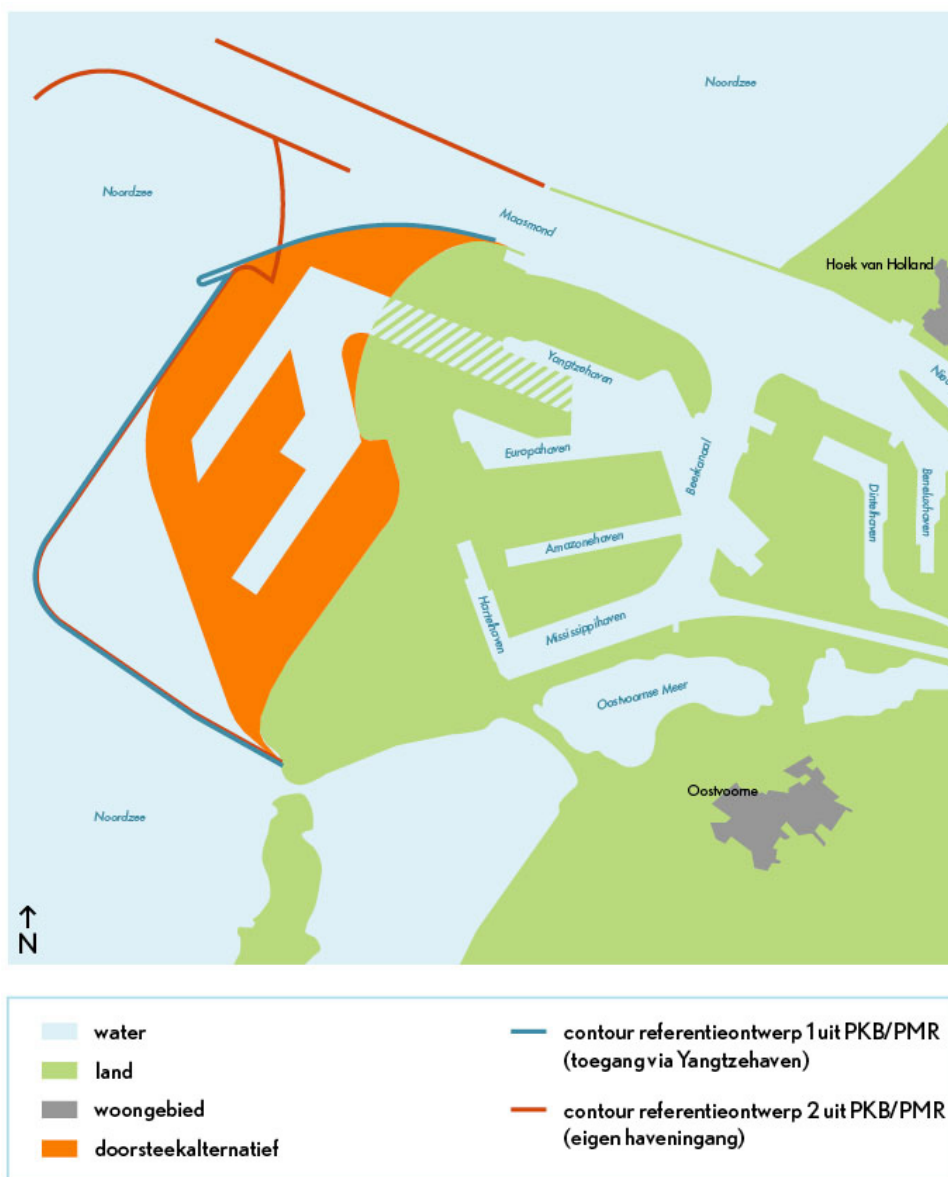 Noordzee
Noordzee
Maasmond
Hoek van Holland
Yangtzehaven
Europahaven
Beerkanaal
Dintelhaven
Beneluxhaven
Amazonehaven
Hartelhaven
Mississippihaven
Oostvoornse Meer
Oostvoorne
Noordzee
N
water
land
woongebied
doorsteekalternatief
contour referentieontwerp 1 uit PKB/PMR
(toegang via Yangtzehaven)
contour referentieontwerp 2 uit PKB/PMR
(eigen haveningang)